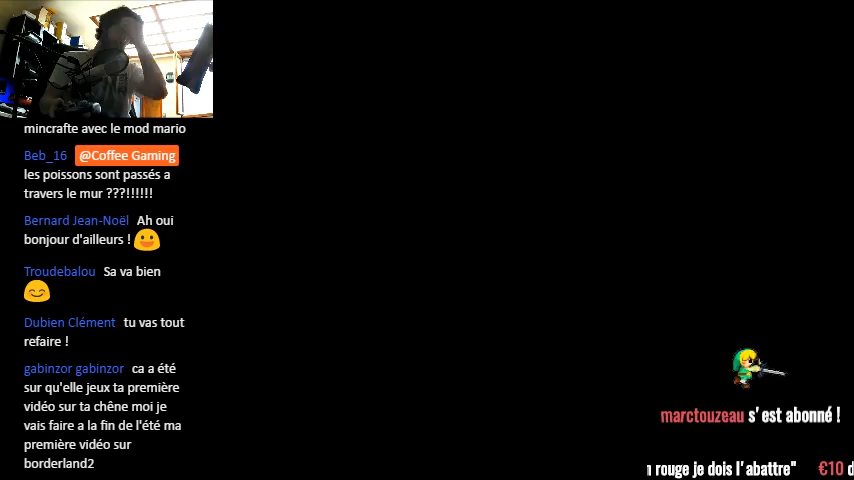 mincrafte avec le mod mario
Beb_16 @Coffee Gaming
les poissons sont passés a
travers le mur ???!!!!!!
Bernard Jean-Noël Ah oui
bonjour d'ailleurs !
Troudebalou Sa va bien
Dubien Clément tu vas tout
refaire !
gabinzor gabinzor ca a été
sur qu'elle jeux ta première
vidéo sur ta chêne moi je
vais faire a la fin de l'été ma
première vidéo sur
borderland2
marctouzeau s'est abonné !
n rouge je dois l'abattre" €10 d